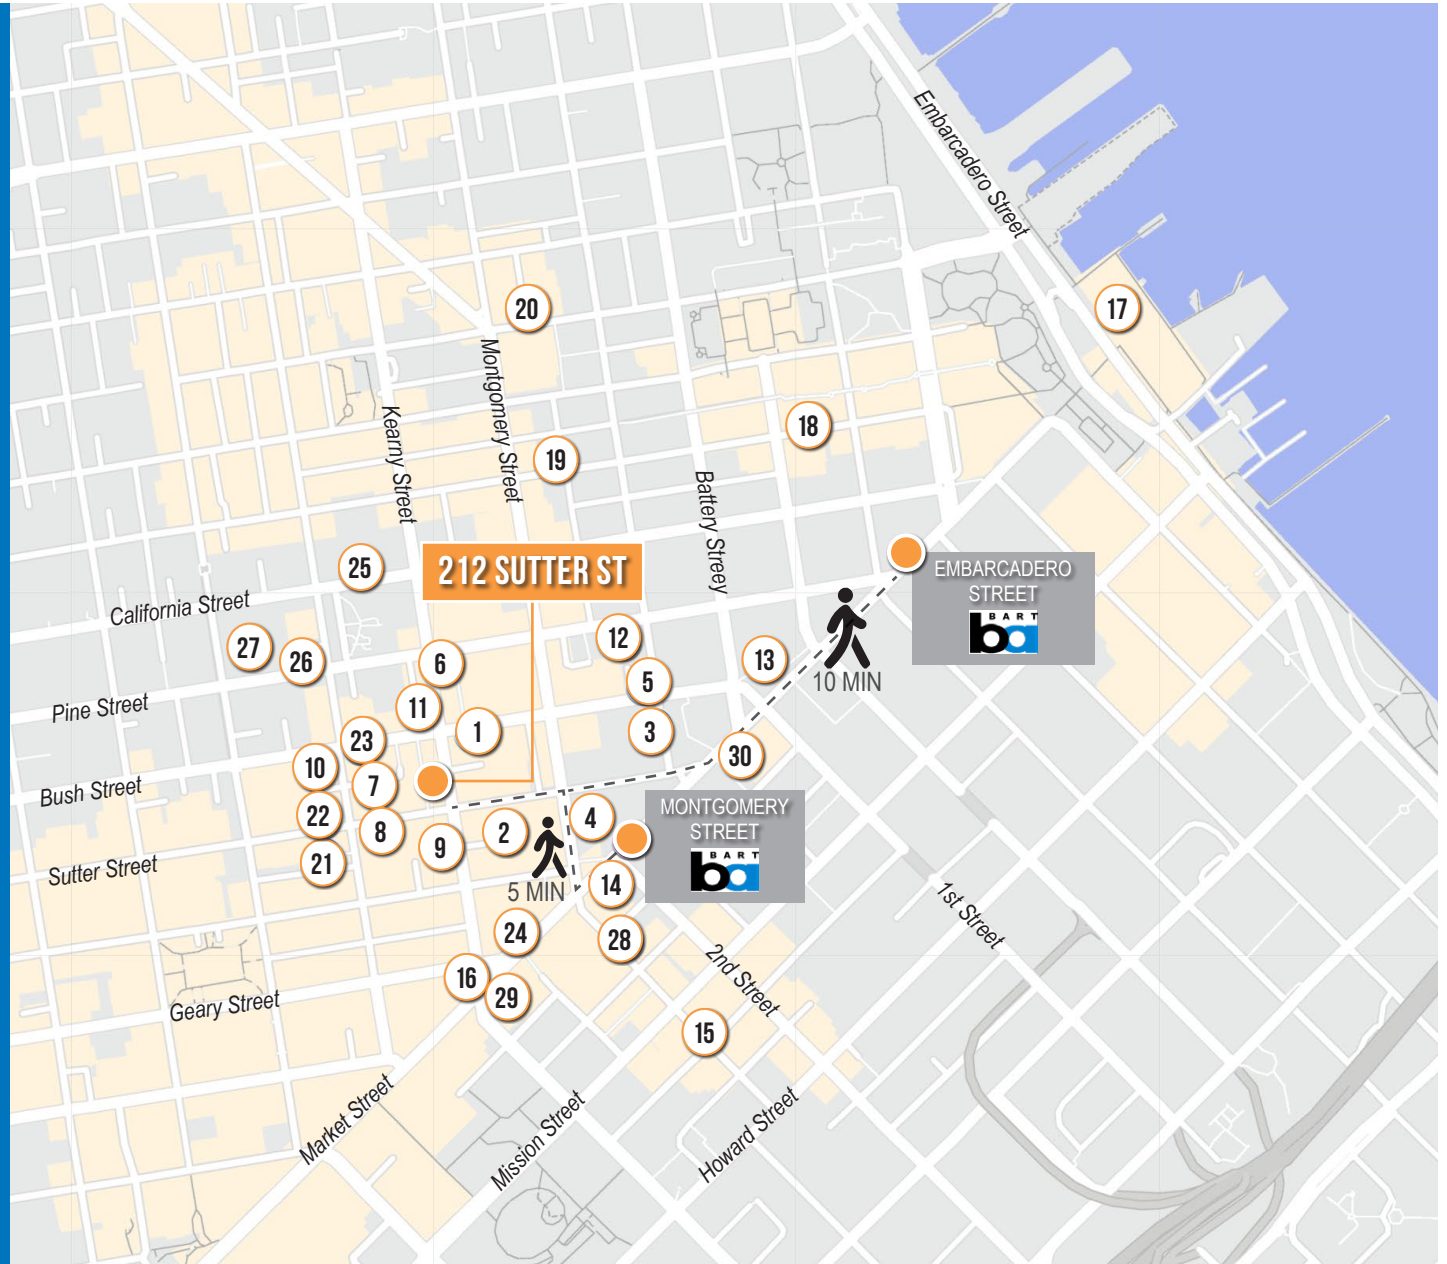 Embarcadero Street
17
20
Montgomery Street
Kearny Street
18
19
Battery Streey
212 SUTTER ST
25
EMBARCADERO
STREET
BART
ba
California Street
12
27
26
6
13
5
10 MIN
Pine Street
11
1
3
23
30
10
7
Bush Street
MONTGOMERY
STREET
BART
ba
22
4
8
2
9
21
Sutter Street
5 MIN
14
1st Street
24
28
2nd Street
16
29
Geary Street
15
Market Street
Mission Street
Howard Street